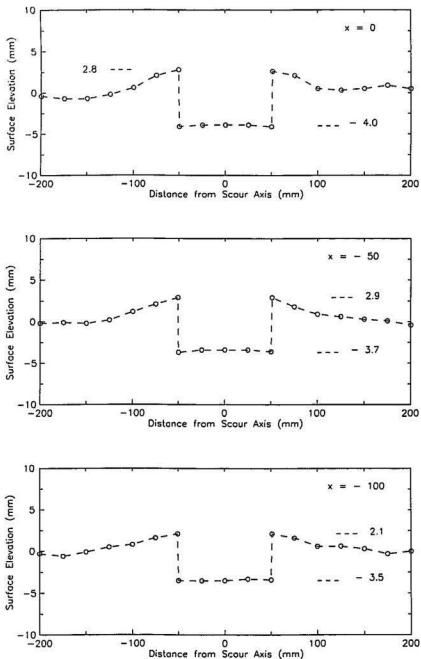 10
5
0
-5
-10
Surface Elevation (mm)
x = 0
2.8
- 4.0
-200 -100 0 100 200
Distance from Scour Axis (mm)
10
5
0
-5
-10
Surface Elevation (mm)
x = - 50
2.9
- 3.7
-200 -100 0 100 200
Distance from Scour Axis (mm)
10
5
0
-5
-10
Surface Elevation (mm)
x = - 100
2.1
- 3.5
-200 -100 0 100 200
Distance from Scour Axis (mm)